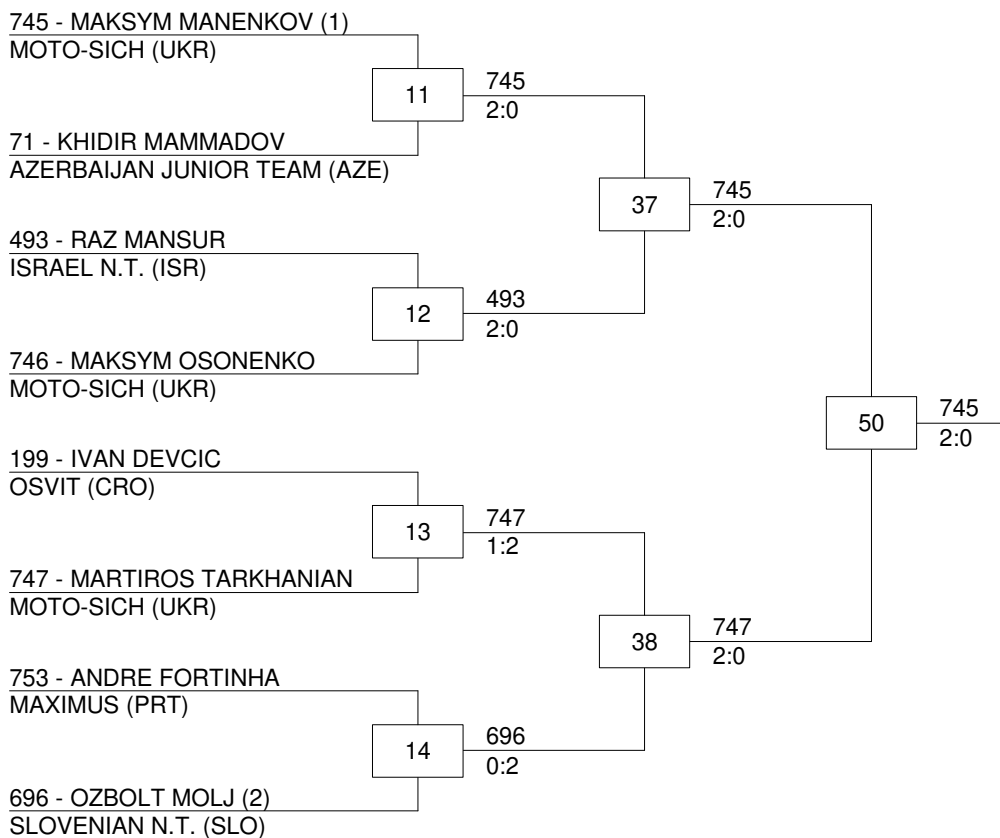 745 - MAKSYM MANENKOV (1)
MOTO-SICH (UKR)
11
745
2:0
71 - KHIDIR MAMMADOV
AZERBAIJAN JUNIOR TEAM (AZE)
37
745
2:0
493 - RAZ MANSUR
ISRAEL N.T. (ISR)
12
493
2:0
746 - MAKSYM OSONENKO
MOTO-SICH (UKR)
50
745
2:0
199 - IVAN DEVCIC
OSVIT (CRO)
13
747
1:2
747 - MARTIROS TARKHANIAN
MOTO-SICH (UKR)
38
747
2:0
753 - ANDRE FORTINHA
MAXIMUS (PRT)
14
696
0:2
696 - OZBOLT MOLJ (2)
SLOVENIAN N.T. (SLO)